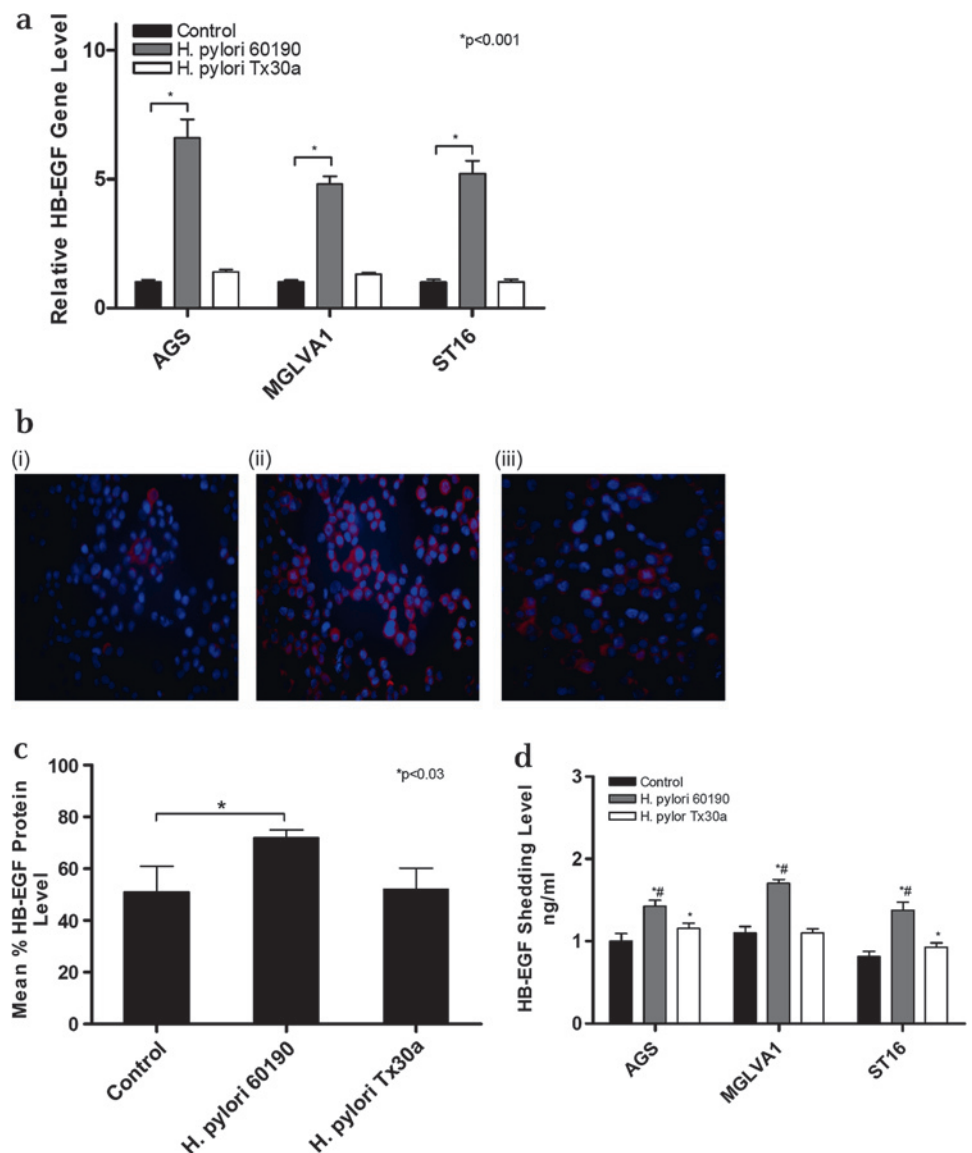 a
Relative HB-EGF Gene Level
10
5
0
Control
H. pylori 60190
H. pylori Tx30a
*p<0.001
*
*
*
AGS
MGLVA1
ST16
b
(i)
(ii)
(iii)
c
Mean % HB-EGF Protein
Level
100
80
60
40
20
0
*p<0.03
*
Control
H. pylori 60190
H. pylori Tx30a
d
HB-EGF Shedding Level
ng/ml
3
2
1
0
Control
H. pylori 60190
H. pylor Tx30a
*#
*
*#
*#
*
AGS
MGLVA1
ST16